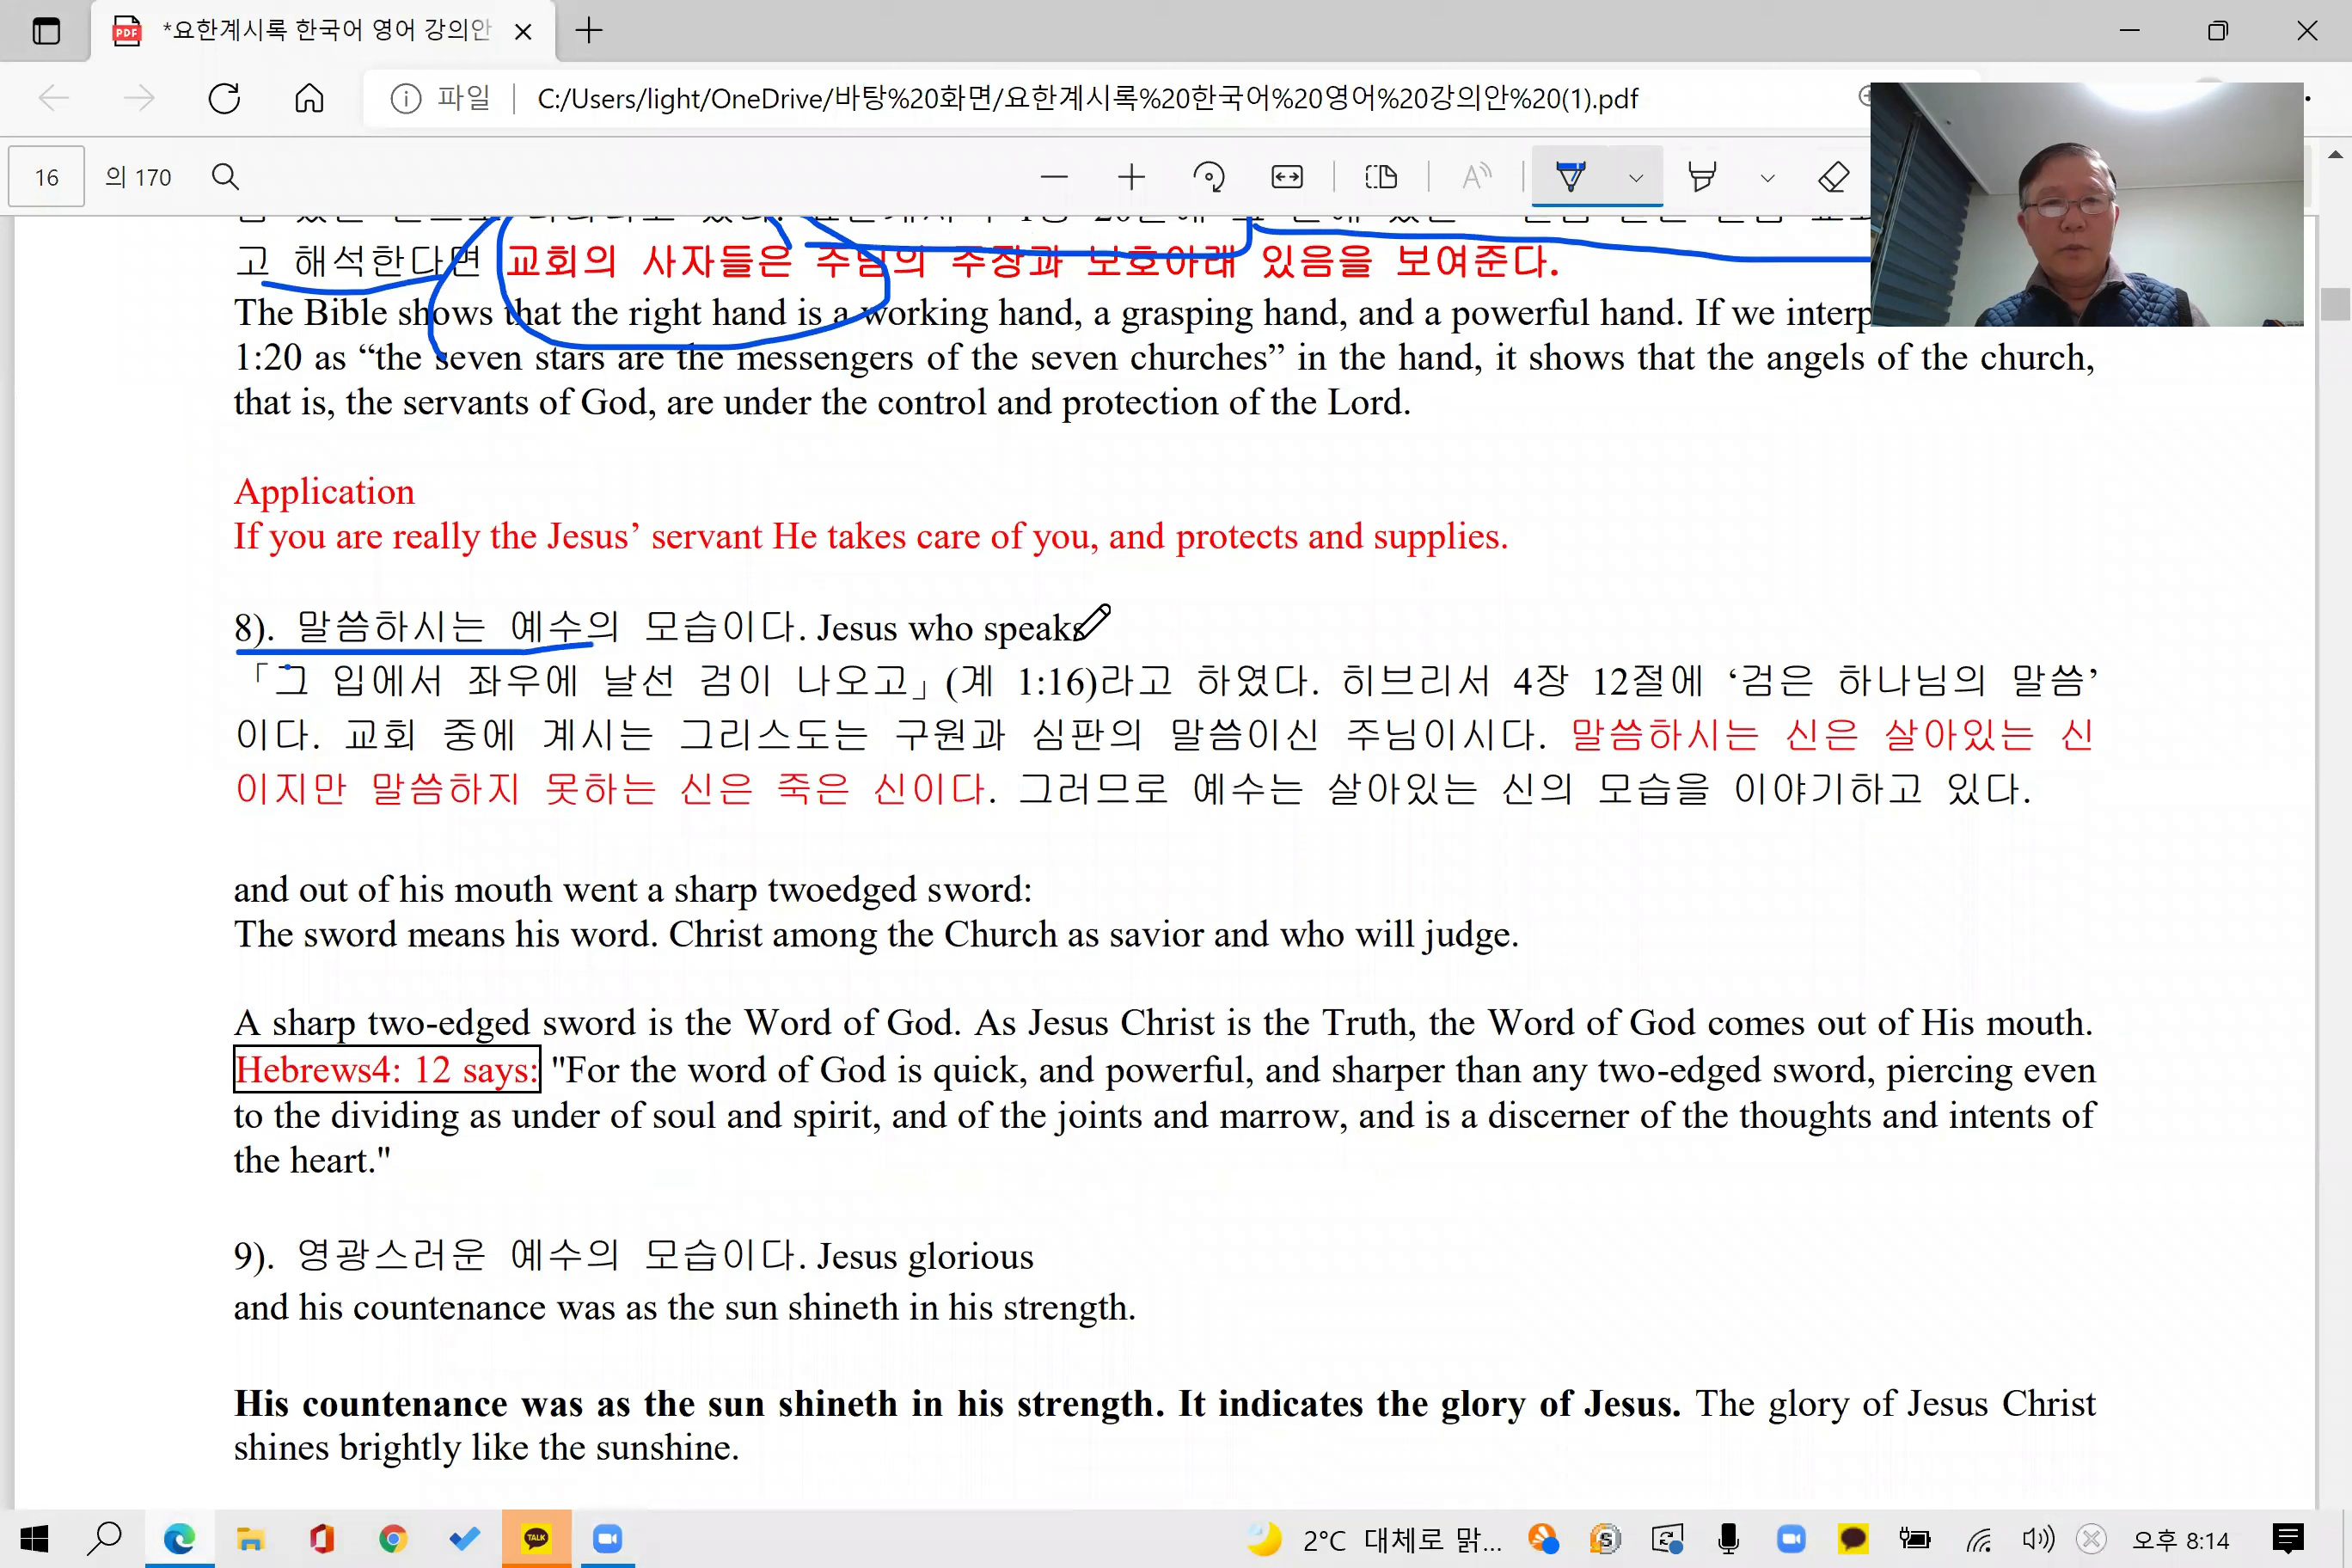 *요한계시록 한국어 영어 강의안
파일 C:/Users/light/OneDrive/바탕%20화면/요한계시록%20한국어%20영어%20강의안%20(1).pdf
16 의 170
고 해석한다면 교회의 사자들은 주님의 주장과 보호아래 있음을 보여준다.
The Bible shows that the right hand is a working hand, a grasping hand, and a powerful hand. If we interp
1:20 as “the seven stars are the messengers of the seven churches” in the hand, it shows that the angels of the church,
that is, the servants of God, are under the control and protection of the Lord.
Application
If you are really the Jesus’ servant He takes care of you, and protects and supplies.
8). 말씀하시는 예수의 모습이다. Jesus who speaks
「그 입에서 좌우에 날선 검이 나오고」(계 1:16)라고 하였다. 히브리서 4장 12절에 ‘검은 하나님의 말씀’
이다. 교회 중에 계시는 그리스도는 구원과 심판의 말씀이신 주님이시다. 말씀하시는 신은 살아있는 신
이지만 말씀하지 못하는 신은 죽은 신이다. 그러므로 예수는 살아있는 신의 모습을 이야기하고 있다.
and out of his mouth went a sharp twoedged sword:
The sword means his word. Christ among the Church as savior and who will judge.
A sharp two-edged sword is the Word of God. As Jesus Christ is the Truth, the Word of God comes out of His mouth.
Hebrews4: 12 says: "For the word of God is quick, and powerful, and sharper than any two-edged sword, piercing even
to the dividing as under of soul and spirit, and of the joints and marrow, and is a discerner of the thoughts and intents of
the heart."
9). 영광스러운 예수의 모습이다. Jesus glorious
and his countenance was as the sun shineth in his strength.
His countenance was as the sun shineth in his strength. It indicates the glory of Jesus. The glory of Jesus Christ
shines brightly like the sunshine.
2°C 대체로 맑... 오후 8:14